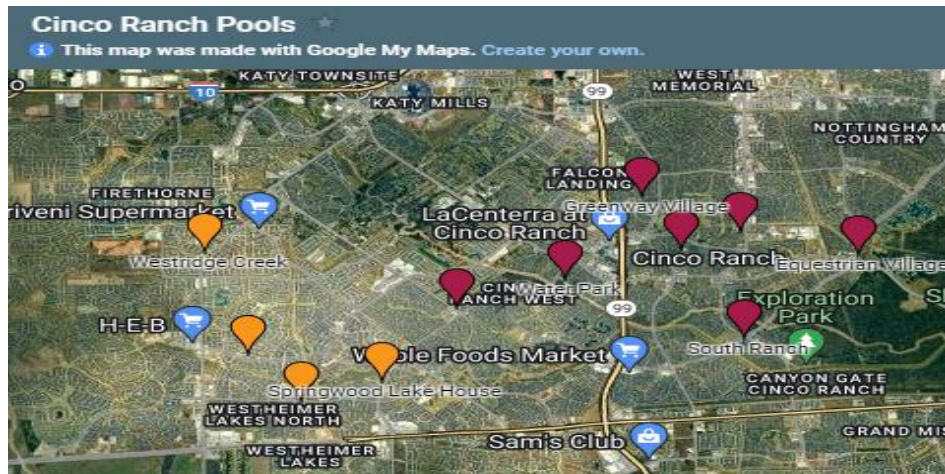 Cinco Ranch Pools
This map was made with Google My Maps. Create your own.
KATY TOWNSITE
10
KATY MILLS
99
WEST
MEMORIAL
NOTTINGHAM
COUNTRY
FIRETHORNE
riveni Supermarket
Westridge Creek
FALCON
LANDING
Greenway Village
LaCenterra at
Cinco Ranch
Cinco Ranch
Equestrian Village
Water Park
RANCH WEST
99
Exploration
Park
H-E-B
South Ranch
Foods Market
Springwood Lake House
CANYON GATE
CINCO RANCH
WESTHEIMER
LAKES NORTH
WESTHEIMER
LAKES
Sam's Club
GRAND MIS